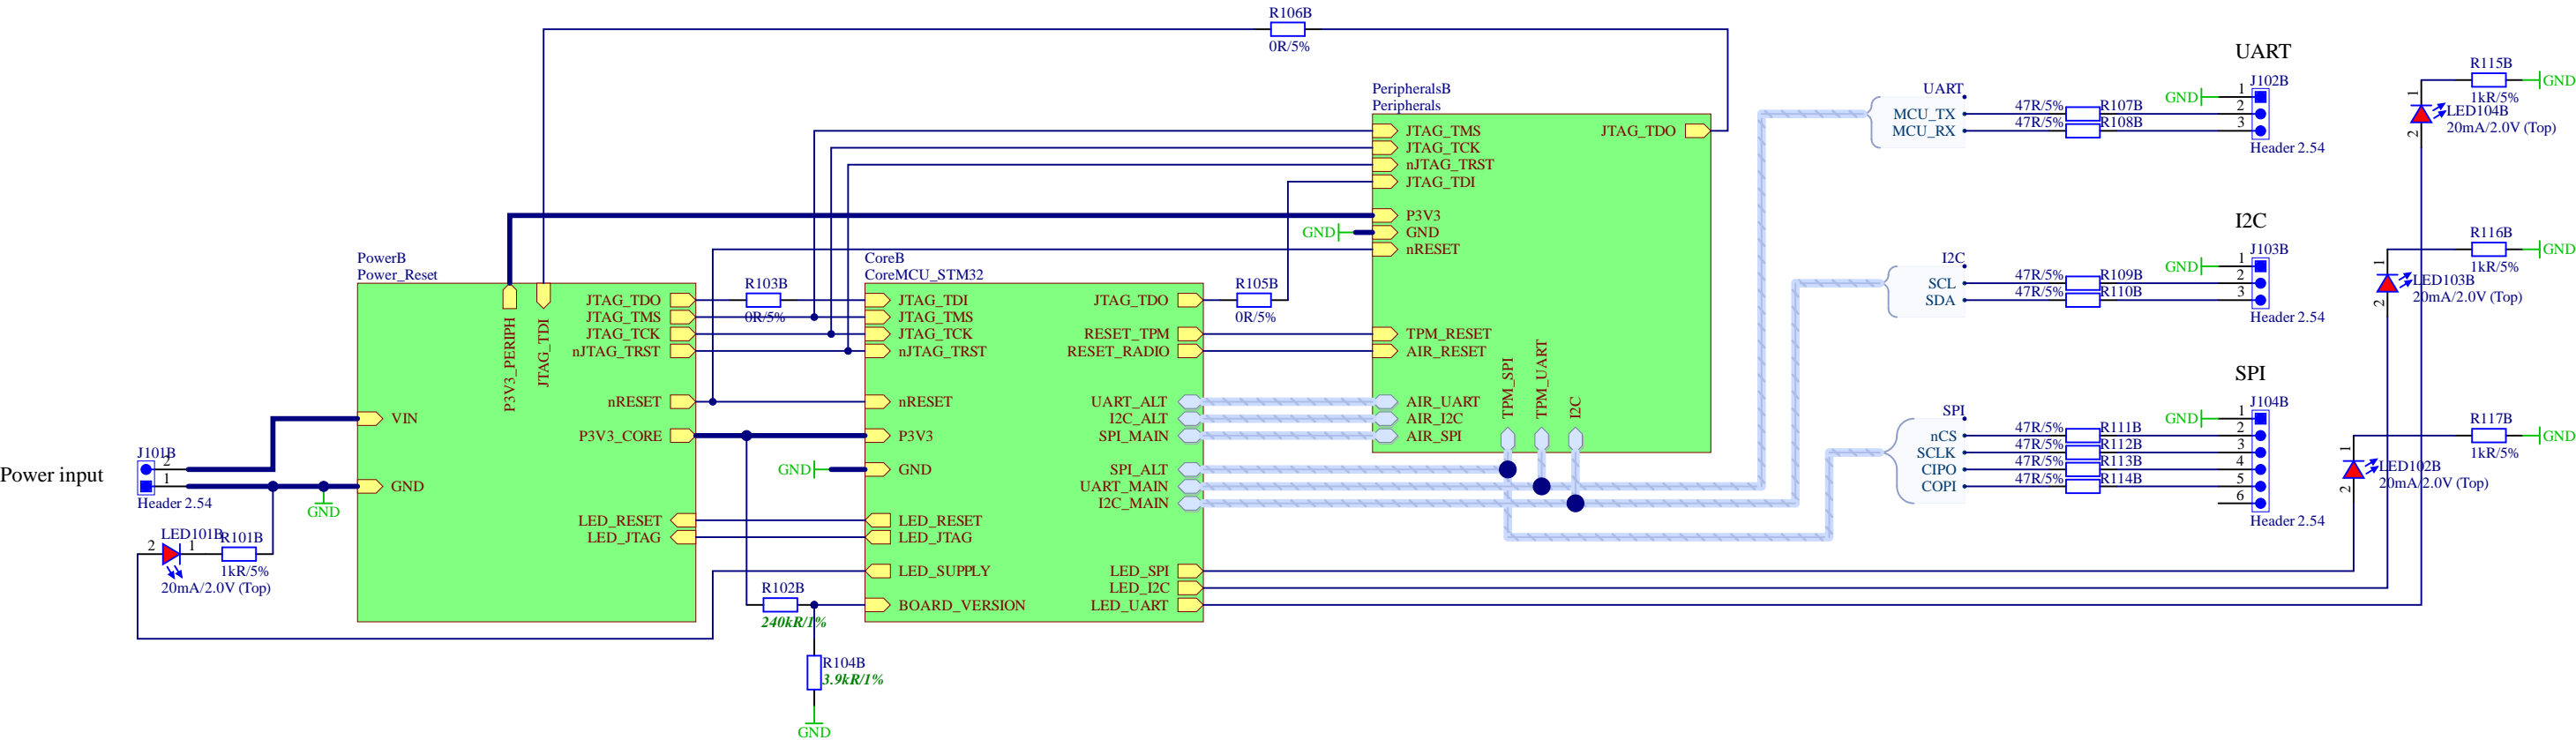 R106B
0R/5%
PeripheralsB
Peripherals
JTAG_TMS
JTAG_TCK
nJTAG_TRST
JTAG_TDI
P3V3
GND
GND
nRESET
TPM_RESET
AIR_RESET
AIR_UART
AIR_I2C
AIR_SPI
JTAG_TDO
TPM_SPI
TPM_UART
I2C
PowerB
Power_Reset
P3V3_PERIPH
JTAG_TDI
VIN
GND
JTAG_TDO
JTAG_TMS
JTAG_TCK
nJTAG_TRST
nRESET
P3V3_CORE
LED_RESET
LED_JTAG
R103B
0R/5%
CoreB
CoreMCU_STM32
JTAG_TDI
JTAG_TMS
JTAG_TCK
nJTAG_TRST
nRESET
P3V3
GND
GND
LED_RESET
LED_JTAG
LED_SUPPLY
BOARD_VERSION
JTAG_TDO
RESET_TPM
RESET_RADIO
UART_ALT
I2C_ALT
SPI_MAIN
SPI_ALT
UART_MAIN
I2C_MAIN
LED_SPI
LED_I2C
LED_UART
R105B
0R/5%
Power input
J101B
2
1
Header 2.54
GND
LED101B
2
1
20mA/2.0V (Top)
R101B
1kR/5%
R102B
240kR/1%
R104B
3.9kR/1%
GND
UART
UART
MCU_TX
MCU_RX
47R/5% R107B
47R/5% R108B
GND
J102B
1
2
3
Header 2.54
I2C
I2C
SCL
SDA
47R/5% R109B
47R/5% R110B
GND
J103B
1
2
3
Header 2.54
SPI
SPI
nCS
SCLK
CIPO
COPI
47R/5% R111B
47R/5% R112B
47R/5% R113B
47R/5% R114B
GND
J104B
1
2
3
4
5
6
Header 2.54
R115B
1kR/5%
GND
1
2
LED104B
20mA/2.0V (Top)
R116B
1kR/5%
GND
1
2
LED103B
20mA/2.0V (Top)
R117B
1kR/5%
GND
1
2
LED102B
20mA/2.0V (Top)